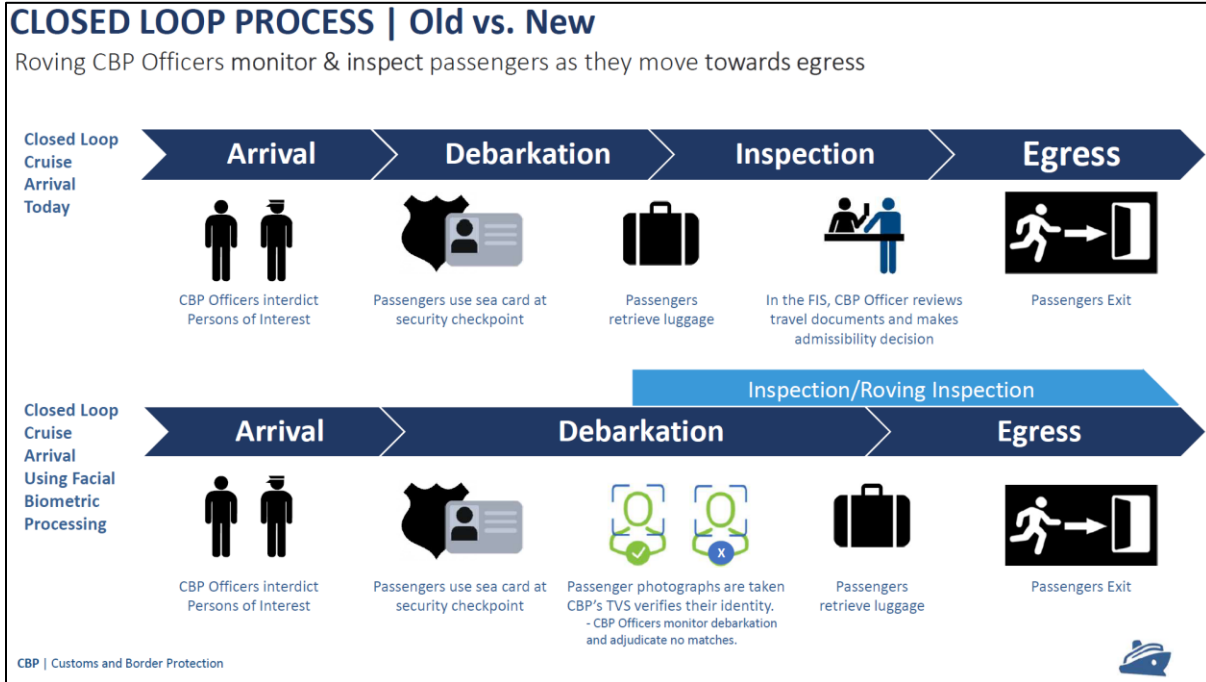 CLOSED LOOP PROCESS | Old vs. New
Roving CBP Officers monitor & inspect passengers as they move towards egress
Closed Loop
Cruise
Arrival
Today
Arrival
Debarkation
Inspection
Egress
CBP Officers interdict
Persons of Interest
Passengers use sea card at
security checkpoint
Passengers
retrieve luggage
In the FIS, CBP Officer reviews
travel documents and makes
admissibility decision
Passengers Exit
Inspection/Roving Inspection
Closed Loop
Cruise
Arrival
Using Facial
Biometric
Processing
Arrival
Debarkation
Egress
X
CBP Officers interdict
Persons of Interest
Passengers use sea card at
security checkpoint
Passenger photographs are taken
CBP's TVS verifies their identity.
- CBP Officers monitor debarkation
and adjudicate no matches.
Passengers
retrieve luggage
Passengers Exit
CBP | Customs and Border Protection